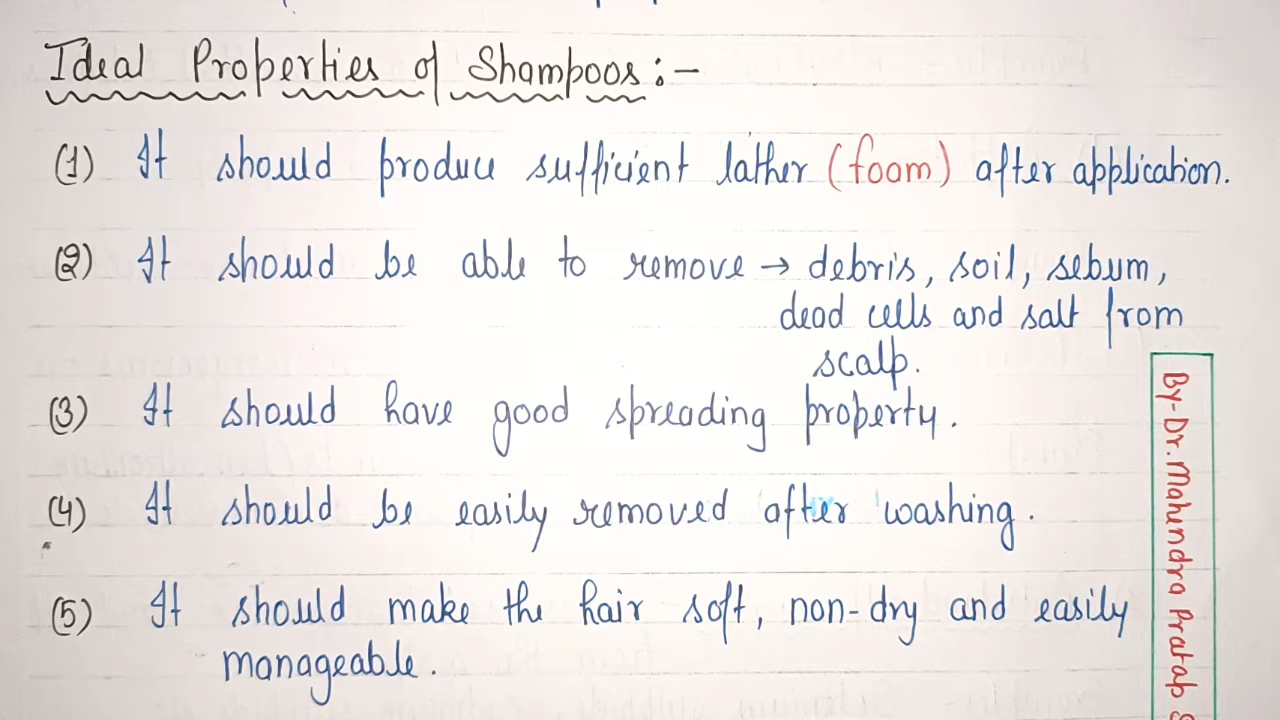 Ideal Properties of Shampoos:-
(1) It should produce sufficient lather (foam) after application.
(2) It should be able to remove → debris, soil, sebum,
dead cells and salt from
scalp.
(3) It should have good spreading property.
(4) It should be easily removed after washing.
(5) It should make the hair soft, non-dry and easily
manageable.
By-Dr. Mahendra Pratap